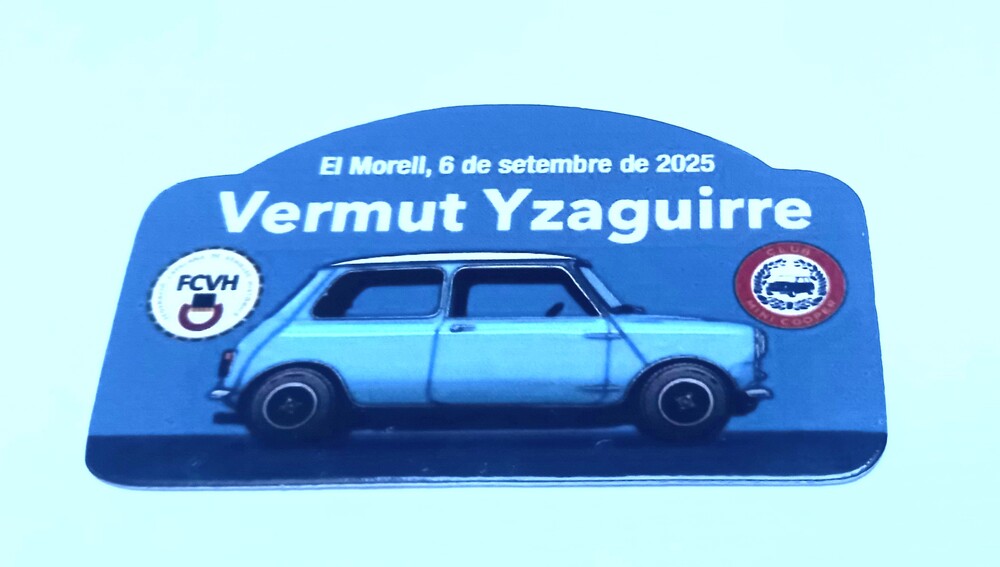 El Morell, 6 de setembre de 2025
Vermut Yzaguirre
FCVH
CLUB
MINI COOPER